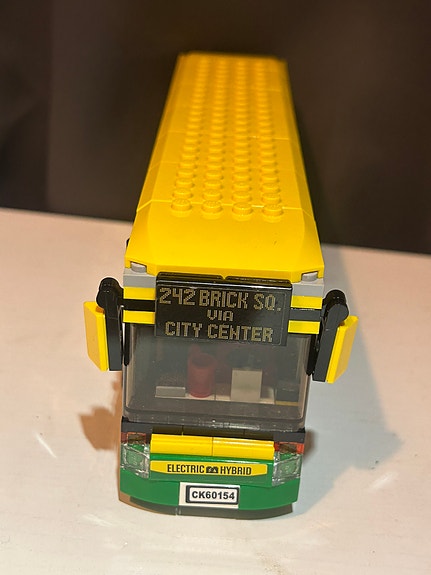 242 BRICK SQ.
VIA
CITY CENTER
ELECTRIC HYBRID
CK60154